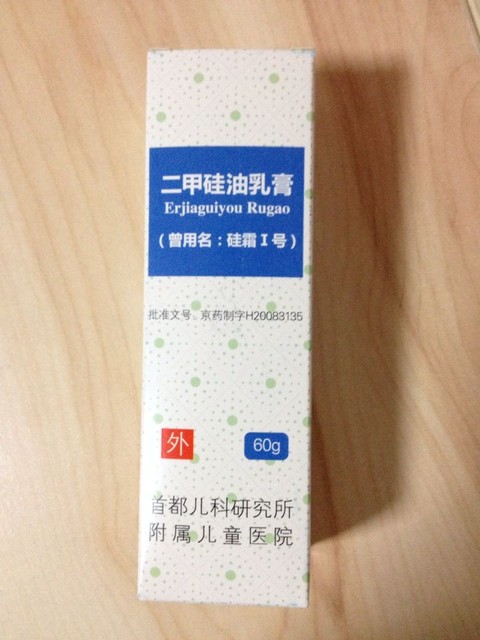 二甲硅油乳膏
Erjiaguiyou Rugao
(曾用名：硅霜Ⅰ号)
批准文号：京药制字H20083135
外
60g
首都儿科研究所
附属儿童医院